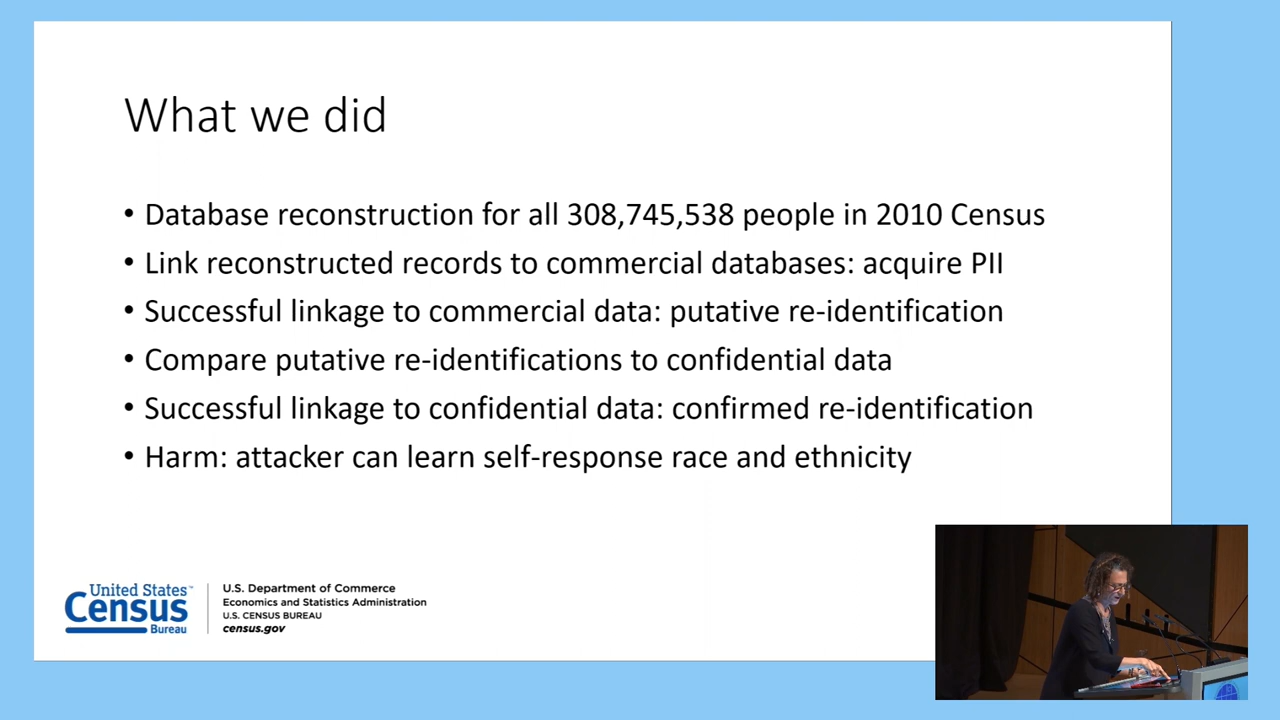 What we did
• Database reconstruction for all 308,745,538 people in 2010 Census
• Link reconstructed records to commercial databases: acquire PII
• Successful linkage to commercial data: putative re-identification
• Compare putative re-identifications to confidential data
• Successful linkage to confidential data: confirmed re-identification
• Harm: attacker can learn self-response race and ethnicity
United States™
Census
Bureau
U.S. Department of Commerce
Economics and Statistics Administration
U.S. CENSUS BUREAU
census.gov